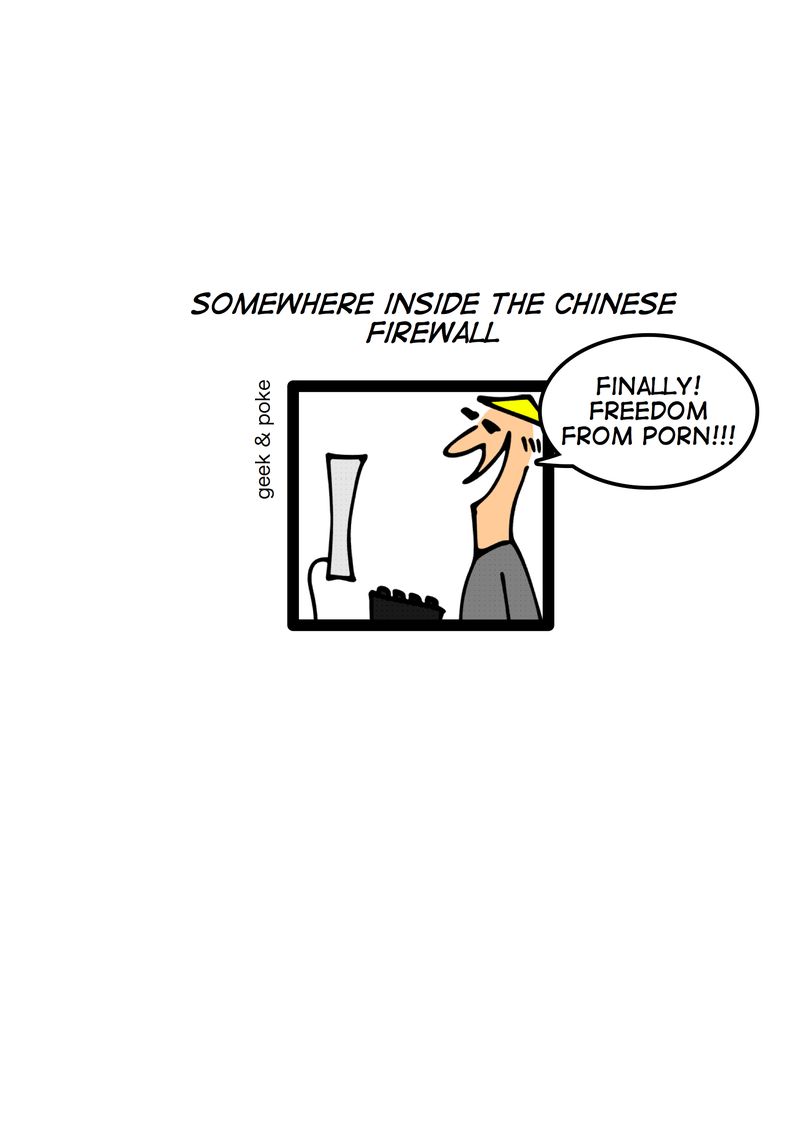 SOMEWHERE INSIDE THE CHINESE
FIREWALL
geek & poke
FINALLY!
FREEDOM
FROM PORN!!!